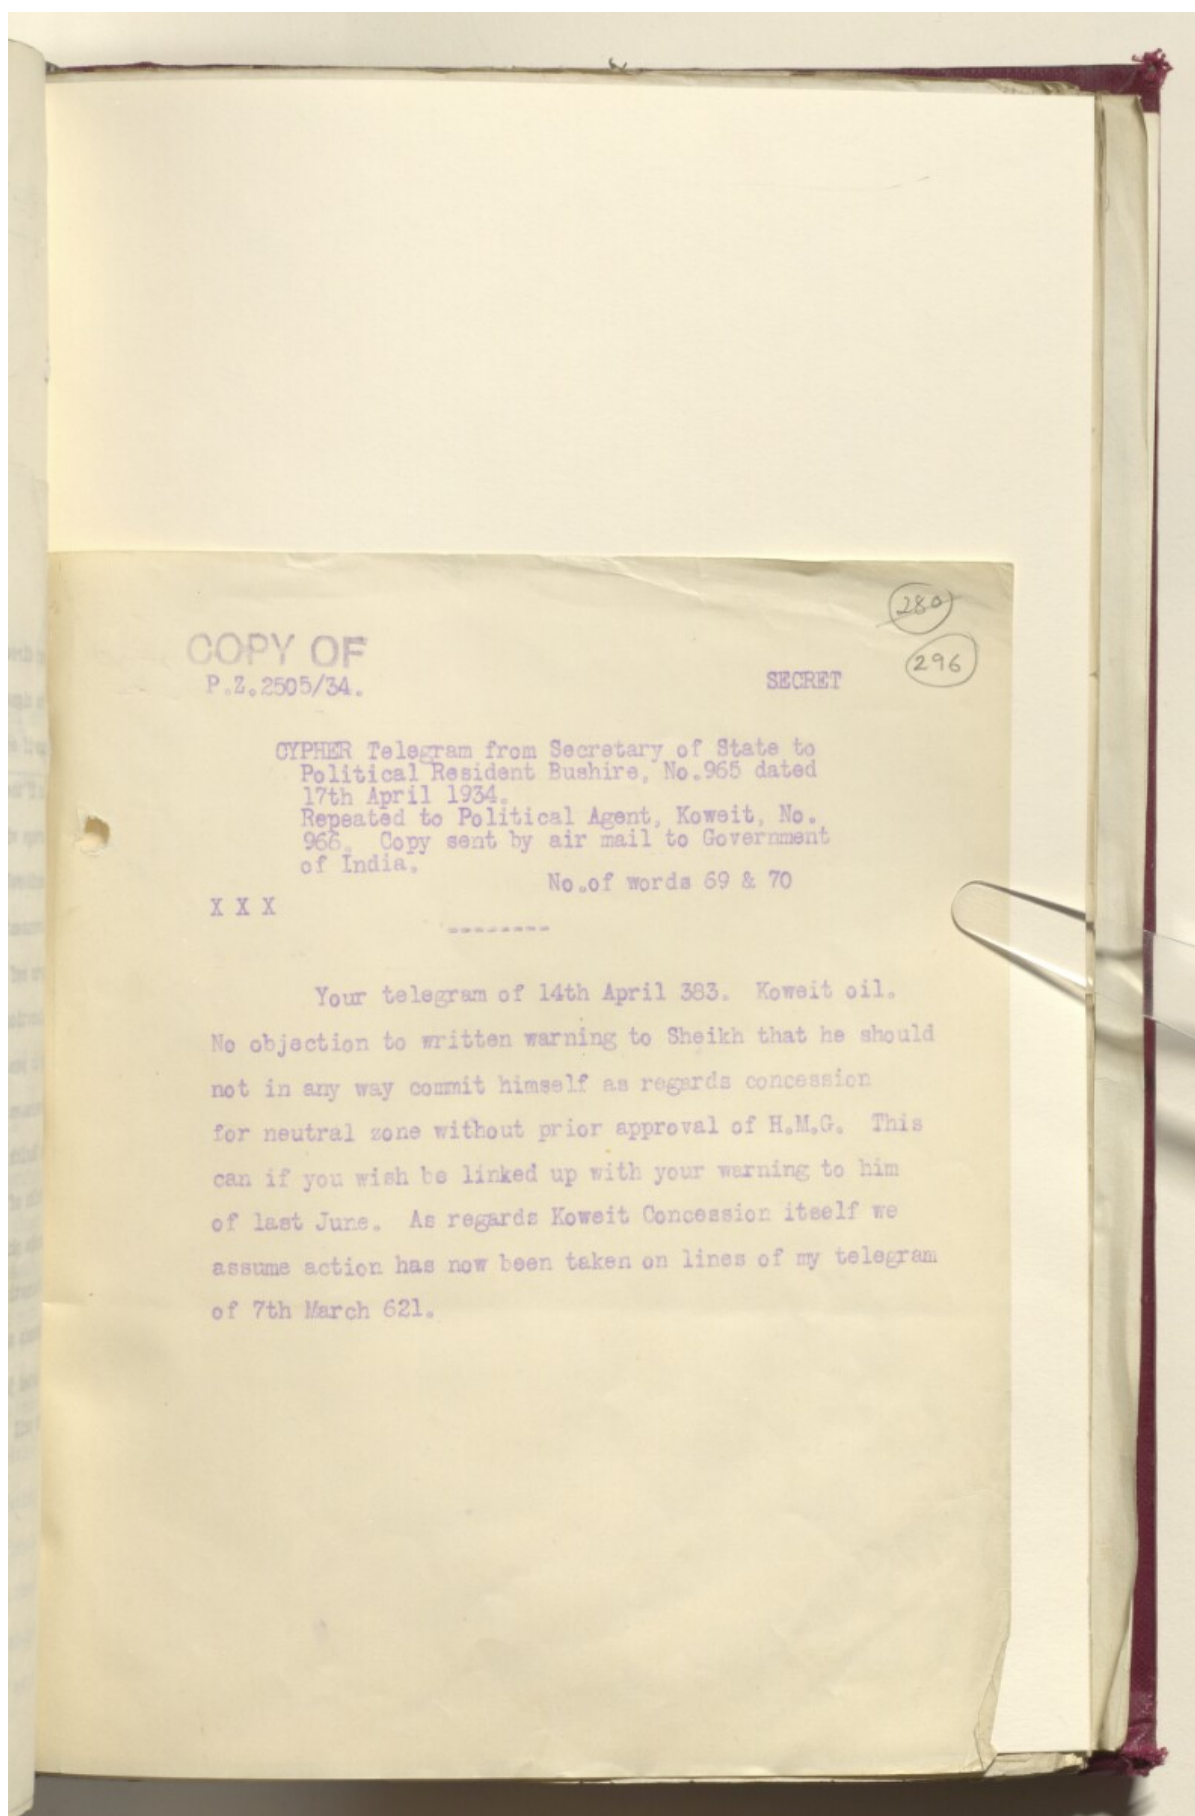 280
296
COPY OF
P.Z.2505/34.
SECRET
CYPHER Telegram from Secretary of State to
Political Resident Bushire, No.965 dated
17th April 1934.
Repeated to Political Agent, Koweit, No.
966. Copy sent by air mail to Government
of India.
No.of words 69 & 70
X X X
--------
Your telegram of 14th April 383. Koweit oil.
No objection to written warning to Sheikh that he should
not in any way commit himself as regards concession
for neutral zone without prior approval of H.M.G. This
can if you wish be linked up with your warning to him
of last June. As regards Koweit Concession itself we
assume action has now been taken on lines of my telegram
of 7th March 621.